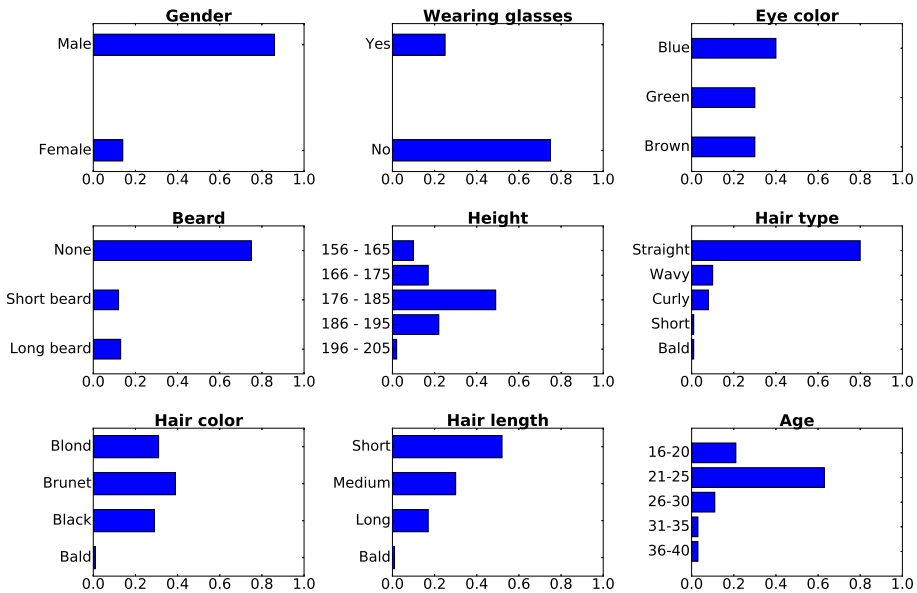 Gender
Male
Female
0.0 0.2 0.4 0.6 0.8 1.0
Wearing glasses
Yes
No
0.0 0.2 0.4 0.6 0.8 1.0
Eye color
Blue
Green
Brown
0.0 0.2 0.4 0.6 0.8 1.0
Beard
None
Short beard
Long beard
0.0 0.2 0.4 0.6 0.8 1.0
Height
156 - 165
166 - 175
176 - 185
186 - 195
196 - 205
0.0 0.2 0.4 0.6 0.8 1.0
Hair type
Straight
Wavy
Curly
Short
Bald
0.0 0.2 0.4 0.6 0.8 1.0
Hair color
Blond
Brunet
Black
Bald
0.0 0.2 0.4 0.6 0.8 1.0
Hair length
Short
Medium
Long
Bald
0.0 0.2 0.4 0.6 0.8 1.0
Age
16-20
21-25
26-30
31-35
36-40
0.0 0.2 0.4 0.6 0.8 1.0